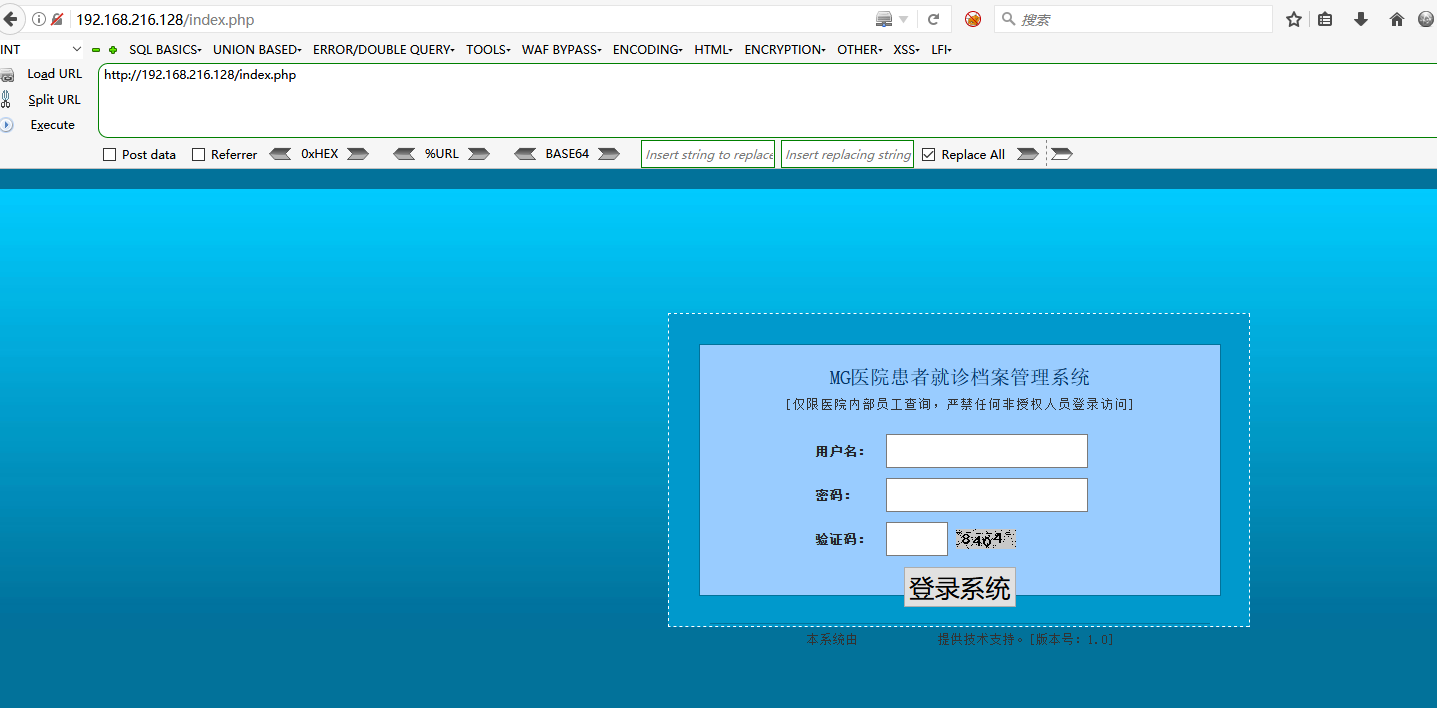 192.168.216.128/index.php
搜索
INT
SQL BASICS UNION BASED ERROR/DOUBLE QUERY TOOLS WAF BYPASS ENCODING HTML ENCRYPTION OTHER XSS LFI
Load URL
http://192.168.216.128/index.php
Split URL
Execute
Post data Referrer 0xHEX %URL BASE64 Insert string to replace Insert replacing string Replace All
MG医院患者就诊档案管理系统
[仅限医院内部员工查询，严禁任何非授权人员登录访问]
用户名：
密码：
验证码： 8404
登录系统
本系统由 提供技术支持。[版本号：1.0]